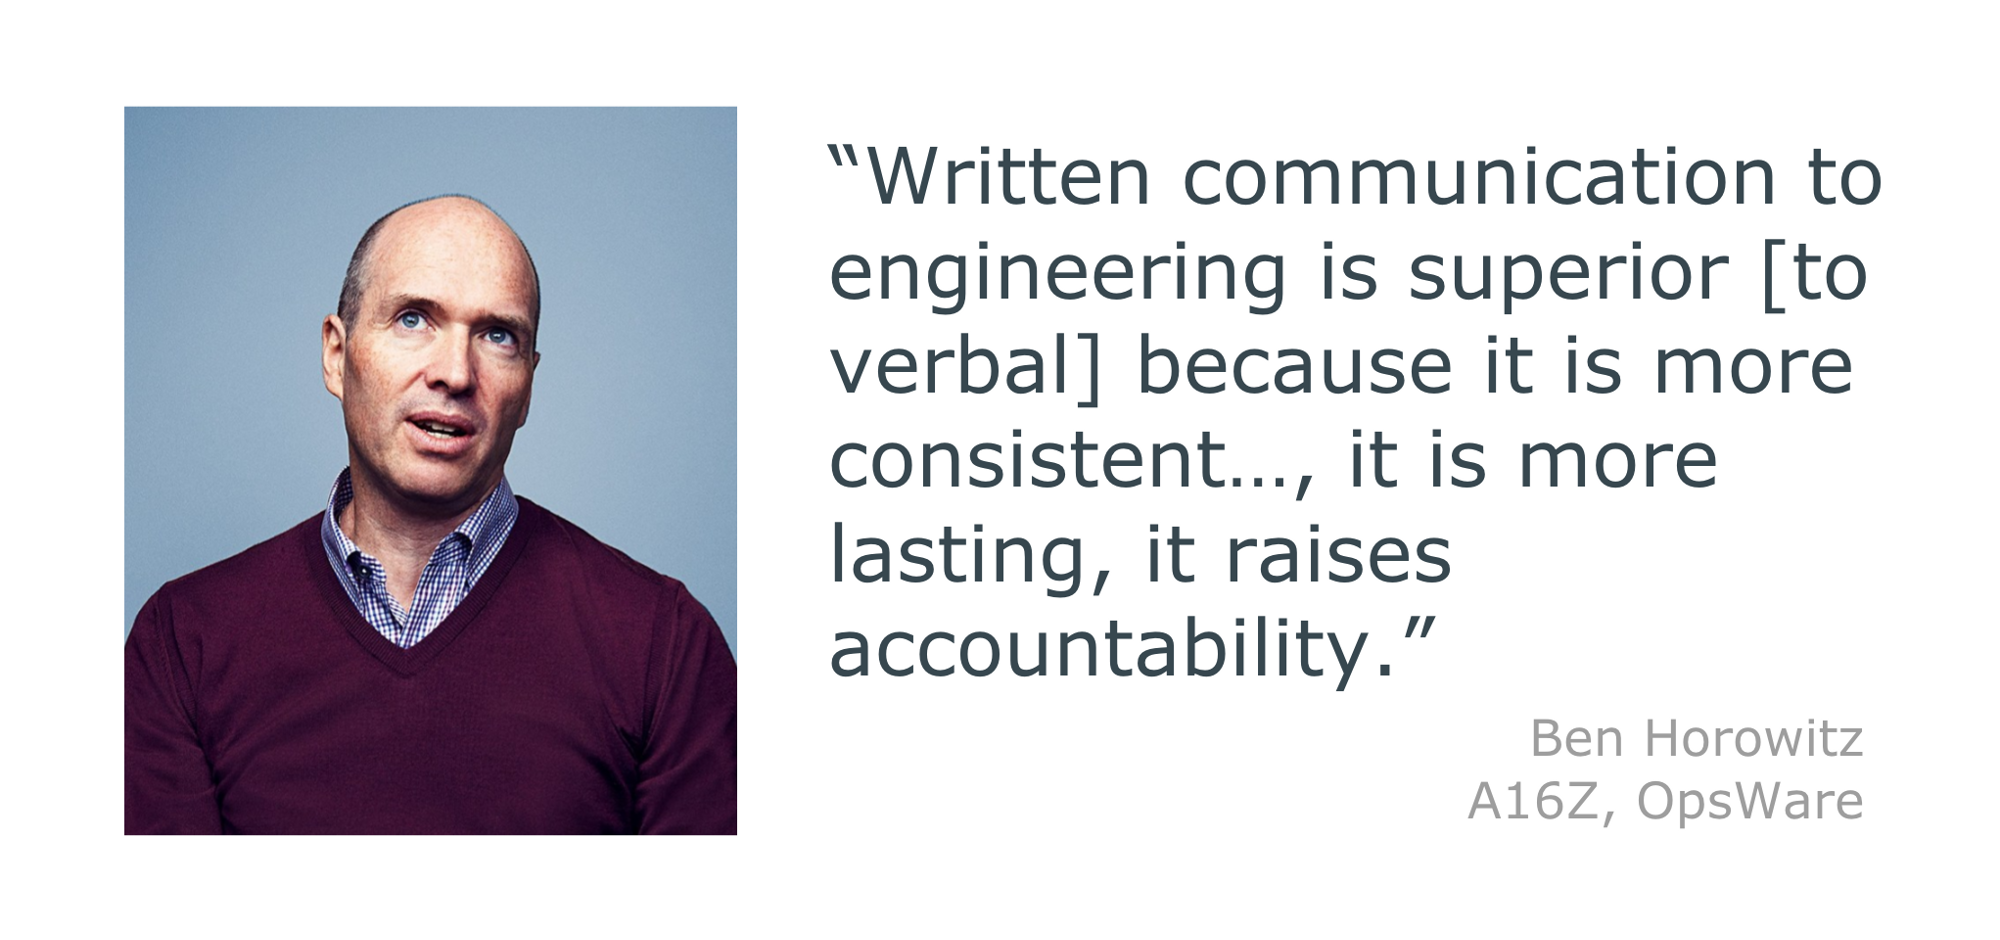 “Written communication to
engineering is superior [to
verbal] because it is more
consistent…, it is more
lasting, it raises
accountability.”
Ben Horowitz
A16Z, OpsWare